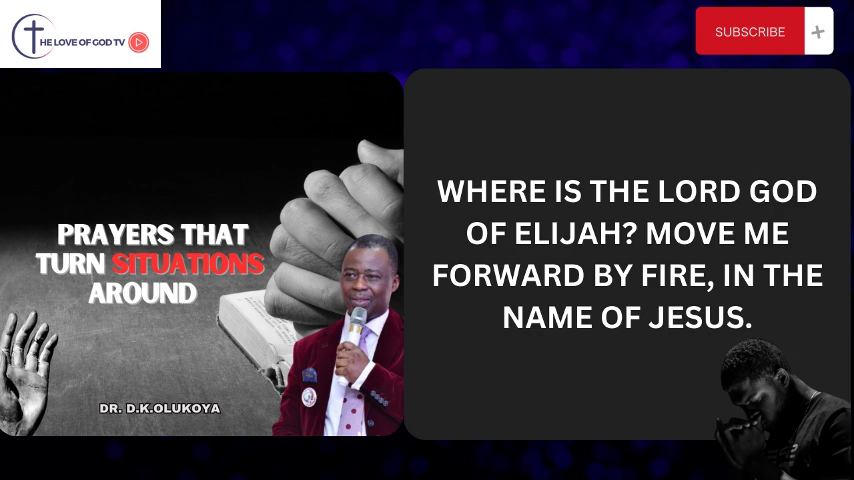 HE LOVE OF GOD TV
SUBSCRIBE
PRAYERS THAT
TURN SITUATIONS
AROUND
DR. D.K.OLUKOYA
WHERE IS THE LORD GOD
OF ELIJAH? MOVE ME
FORWARD BY FIRE, IN THE
NAME OF JESUS.